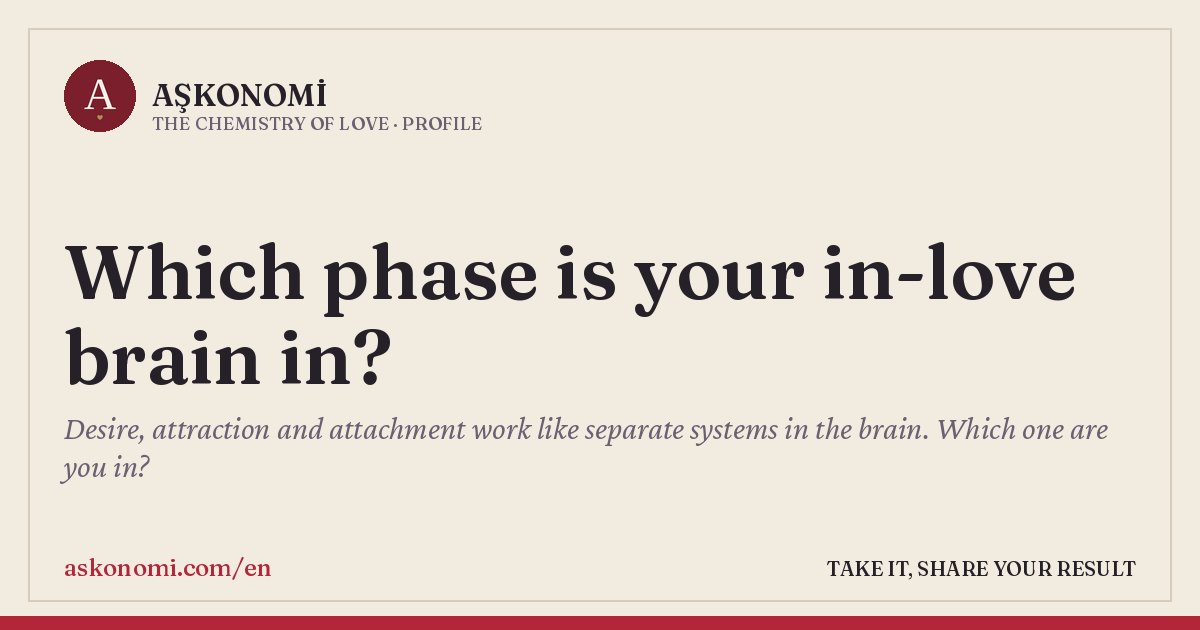 A
AŞKONOMİ
THE CHEMISTRY OF LOVE · PROFILE
Which phase is your in-love
brain in?
Desire, attraction and attachment work like separate systems in the brain. Which one are
you in?
askonomi.com/en
TAKE IT, SHARE YOUR RESULT